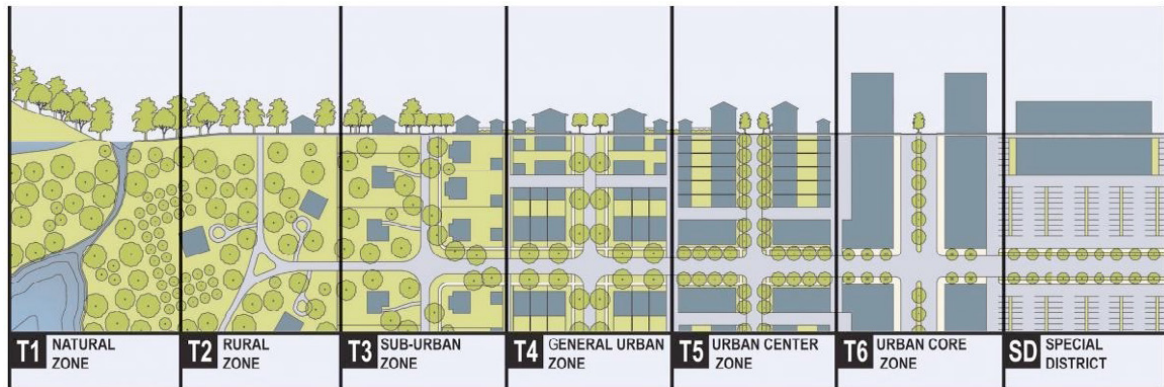 T1 NATURAL
ZONE
T2 RURAL
ZONE
T3 SUB-URBAN
ZONE
T4 GENERAL URBAN
ZONE
T5 URBAN CENTER
ZONE
T6 URBAN CORE
ZONE
SD SPECIAL
DISTRICT